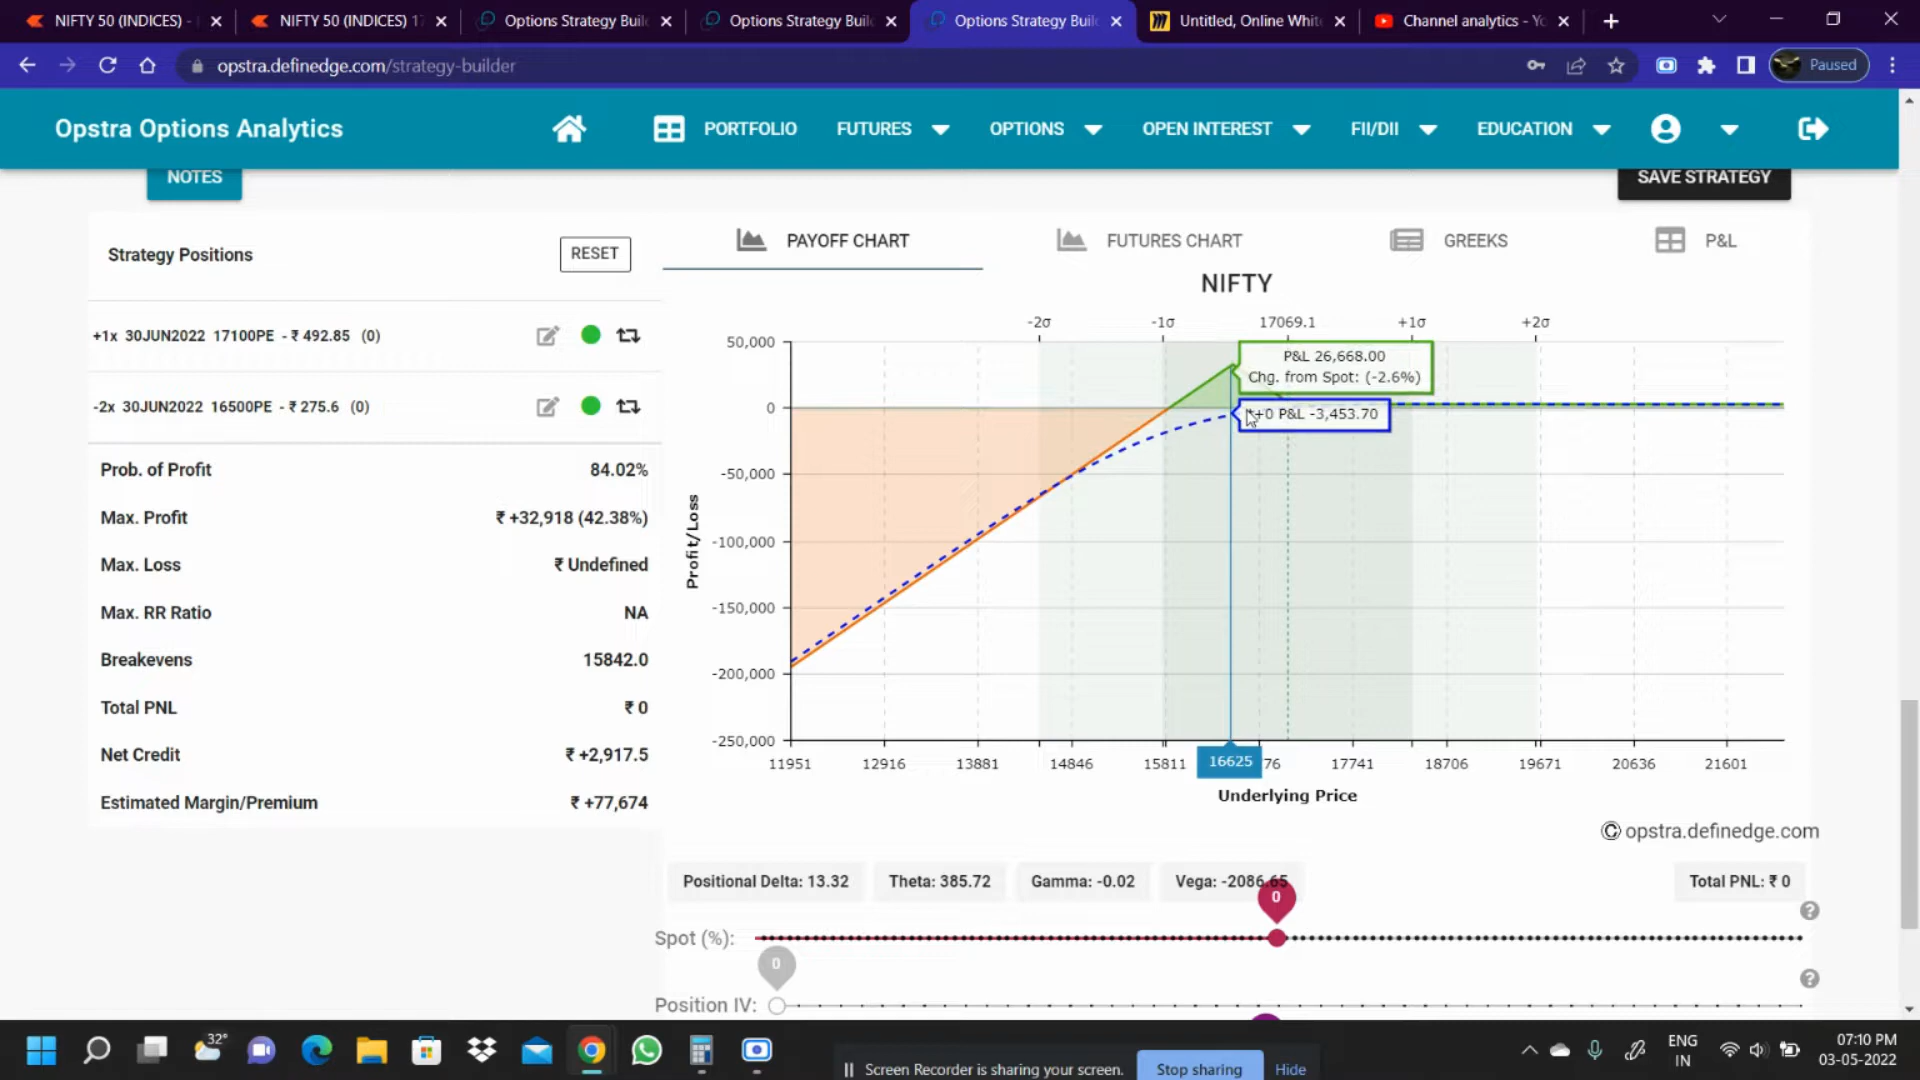 NIFTY 50 (INDICES) -
NIFTY 50 (INDICES) 17
Options Strategy Buil
Options Strategy Buil
Options Strategy Buil
Untitled, Online White
Channel analytics - Yo
opstra.definedge.com/strategy-builder
Paused
Opstra Options Analytics
PORTFOLIO
FUTURES
OPTIONS
OPEN INTEREST
FII/DII
EDUCATION
NOTES
SAVE STRATEGY
Strategy Positions
RESET
+1x 30JUN2022 17100PE - ₹ 492.85 (0)
-2x 30JUN2022 16500PE - ₹ 275.6 (0)
Prob. of Profit 84.02%
Max. Profit ₹ +32,918 (42.38%)
Max. Loss ₹ Undefined
Max. RR Ratio NA
Breakevens 15842.0
Total PNL ₹ 0
Net Credit ₹ +2,917.5
Estimated Margin/Premium ₹ +77,674
PAYOFF CHART
FUTURES CHART
GREEKS
P&L
NIFTY
-2σ -1σ 17069.1 +1σ +2σ
P&L 26,668.00
Chg. from Spot: (-2.6%)
+0 P&L -3,453.70
50,000
0
-50,000
-100,000
-150,000
-200,000
-250,000
Profit/Loss
11951 12916 13881 14846 15811 16625 76 17741 18706 19671 20636 21601
Underlying Price
© opstra.definedge.com
Positional Delta: 13.32
Theta: 385.72
Gamma: -0.02
Vega: -2086.65
Total PNL: ₹ 0
0
Spot (%):
0
Position IV:
32°
Screen Recorder is sharing your screen.
Stop sharing
Hide
ENG
IN
07:10 PM
03-05-2022